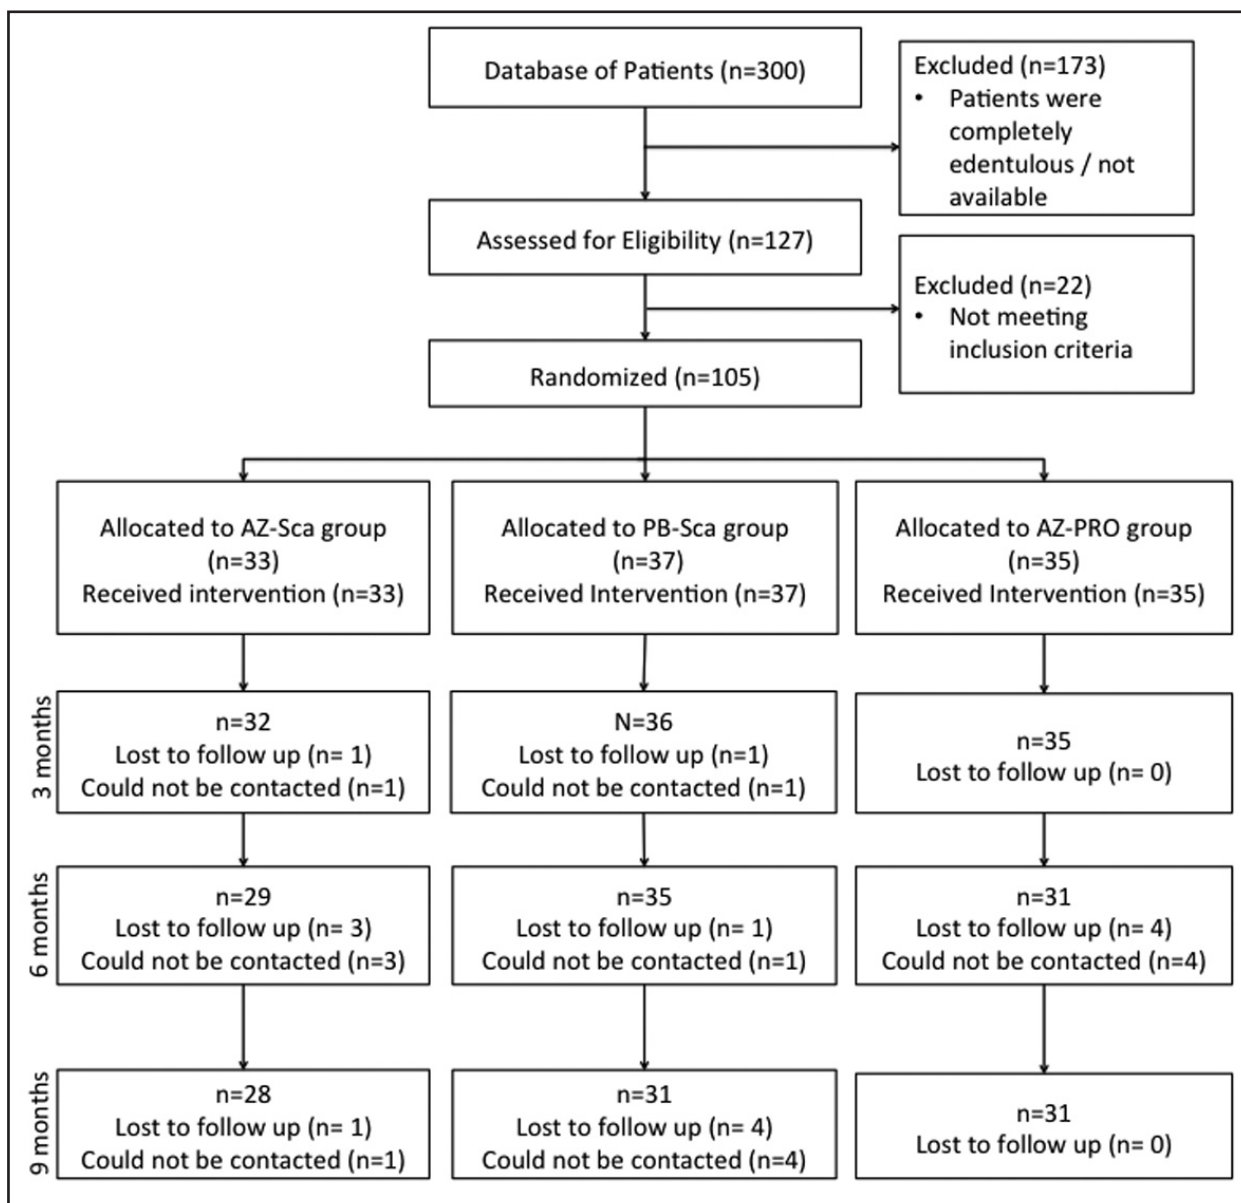 Database of Patients (n=300)
Excluded (n=173)
• Patients were
completely
edentulous / not
available
Assessed for Eligibility (n=127)
Excluded (n=22)
• Not meeting
inclusion criteria
Randomized (n=105)
Allocated to AZ-Sca group
(n=33)
Received intervention (n=33)
Allocated to PB-Sca group
(n=37)
Received Intervention (n=37)
Allocated to AZ-PRO group
(n=35)
Received Intervention (n=35)
3 months
n=32
Lost to follow up (n= 1)
Could not be contacted (n=1)
N=36
Lost to follow up (n=1)
Could not be contacted (n=1)
n=35
Lost to follow up (n= 0)
6 months
n=29
Lost to follow up (n= 3)
Could not be contacted (n=3)
n=35
Lost to follow up (n= 1)
Could not be contacted (n=1)
n=31
Lost to follow up (n= 4)
Could not be contacted (n=4)
9 months
n=28
Lost to follow up (n= 1)
Could not be contacted (n=1)
n=31
Lost to follow up (n= 4)
Could not be contacted (n=4)
n=31
Lost to follow up (n= 0)